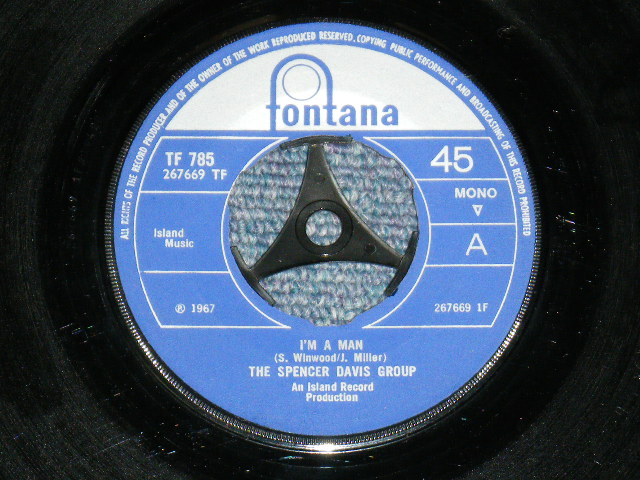 ALL RIGHTS OF THE RECORD PRODUCER AND OF THE OWNER OF THE WORK REPRODUCED RESERVED. COPYING PUBLIC PERFORMANCE AND BROADCASTING OF THIS RECORD PROHIBITED
fontana
TF 785
267669 TF
45
MONO
A
Island
Music
℗ 1967
267669 1F
I'M A MAN
(S. Winwood/J. Miller)
THE SPENCER DAVIS GROUP
An Island Record
Production